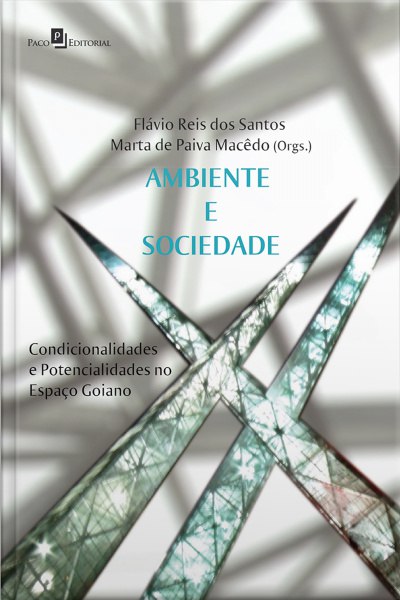 PACO EDITORIAL
Flávio Reis dos Santos
Marta de Paiva Macêdo (Orgs.)
AMBIENTE
E
SOCIEDADE
Condicionalidades
e Potencialidades no
Espaço Goiano